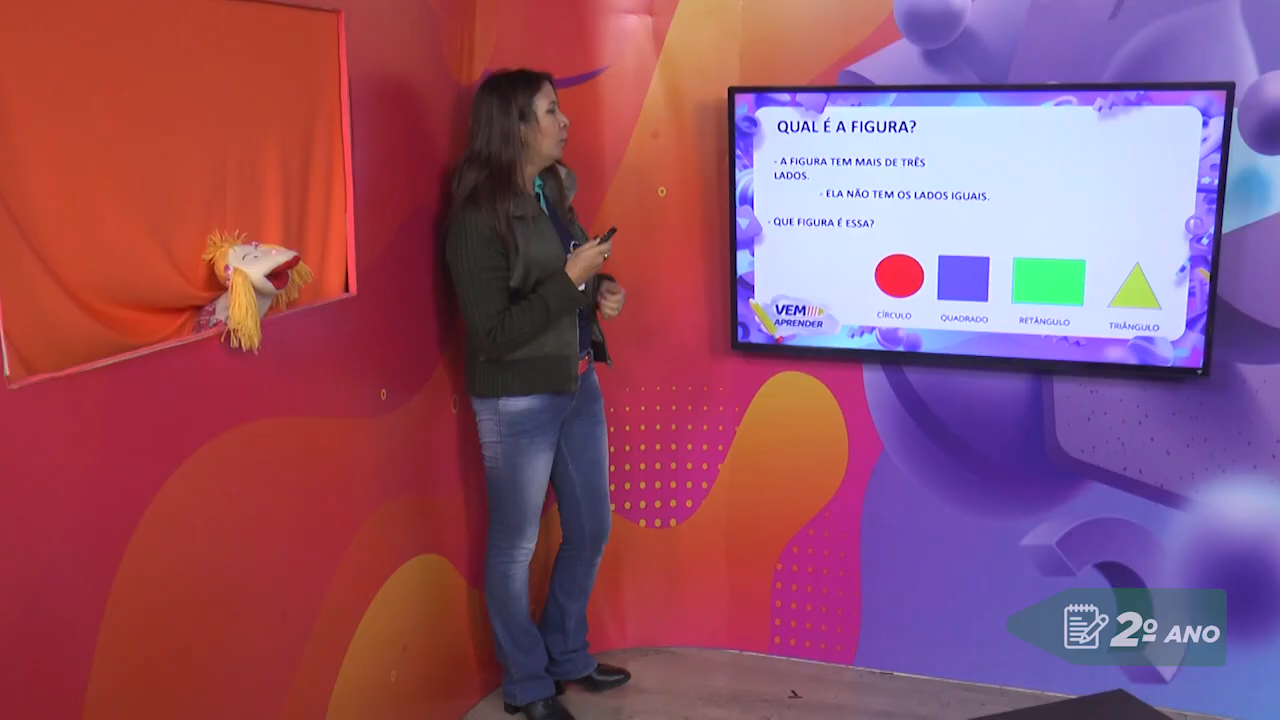 QUAL É A FIGURA?
- A FIGURA TEM MAIS DE TRÊS
LADOS.
- ELA NÃO TEM OS LADOS IGUAIS.
- QUE FIGURA É ESSA?
CÍRCULO
QUADRADO
RETÂNGULO
TRIÂNGULO
VEM
APRENDER
2º ANO